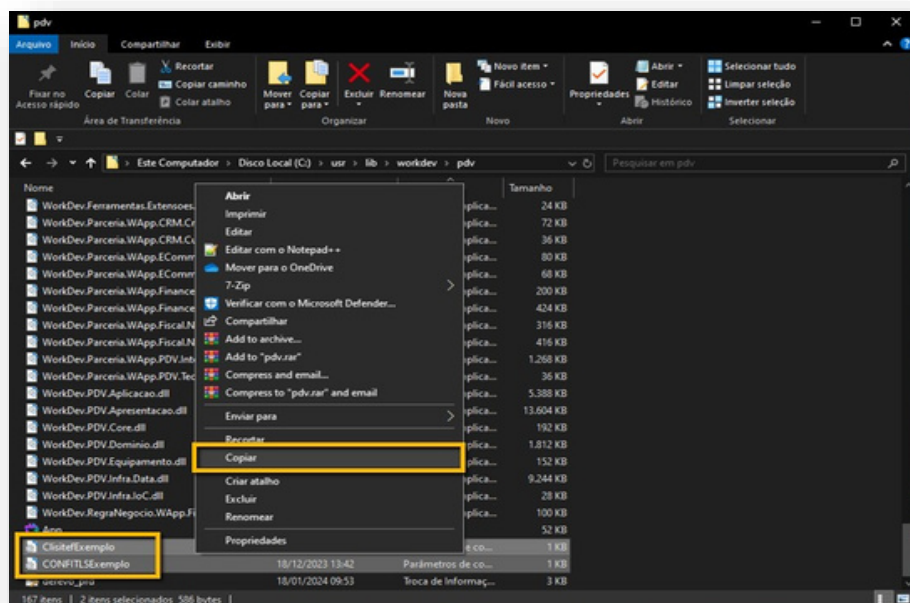 pdv
Arquivo Início Compartilhar Exibir
Fixar no Acesso rápido
Copiar
Colar
Recortar
Copiar caminho
Colar atalho
Mover para
Copiar para
Excluir
Renomear
Nova pasta
Novo item
Fácil acesso
Propriedades
Abrir
Editar
Histórico
Selecionar tudo
Limpar seleção
Inverter seleção
Área de Transferência Organizar Novo Abrir Selecionar
Este Computador > Disco Local (C:) > usr > lib > workdev > pdv Pesquisar em pdv
Nome Tamanho
WorkDev.Ferramentas.Extensoes. 24 KB
WorkDev.Parceria.WApp.CRM.Cr 72 KB
WorkDev.Parceria.WApp.CRM.Cu 36 KB
WorkDev.Parceria.WApp.EComm 80 KB
WorkDev.Parceria.WApp.EComm 68 KB
WorkDev.Parceria.WApp.Finance 200 KB
WorkDev.Parceria.WApp.Finance 424 KB
WorkDev.Parceria.WApp.Fiscal.N 316 KB
WorkDev.Parceria.WApp.Fiscal.N 416 KB
WorkDev.Parceria.WApp.PDV.Int 1.268 KB
WorkDev.Parceria.WApp.PDV.Tec 36 KB
WorkDev.PDV.Aplicacao.dll 5.388 KB
WorkDev.PDV.Apresentacao.dll 13.604 KB
WorkDev.PDV.Core.dll 192 KB
WorkDev.PDV.Dominio.dll 1.812 KB
WorkDev.PDV.Equipamento.dll 152 KB
WorkDev.PDV.Infra.Data.dll 9.244 KB
WorkDev.PDV.Infra.IoC.dll 28 KB
WorkDev.RegraNegocio.WApp.Fi 100 KB
App 52 KB
ClisitefExemplo e co... 1 KB
CONFITLSExemplo 18/12/2023 13:42 Parâmetros de co... 1 KB
derevo_prd 18/01/2024 09:53 Troca de Informaç... 3 KB
Abrir
Imprimir
Editar
Editar com o Notepad++
Mover para o OneDrive
7-Zip
Verificar com o Microsoft Defender...
Compartilhar
Add to archive...
Add to "pdv.rar"
Compress and email...
Compress to "pdv.rar" and email
Enviar para
Recortar
Copiar
Criar atalho
Excluir
Renomear
Propriedades
167 itens 2 itens selecionados 586 bytes